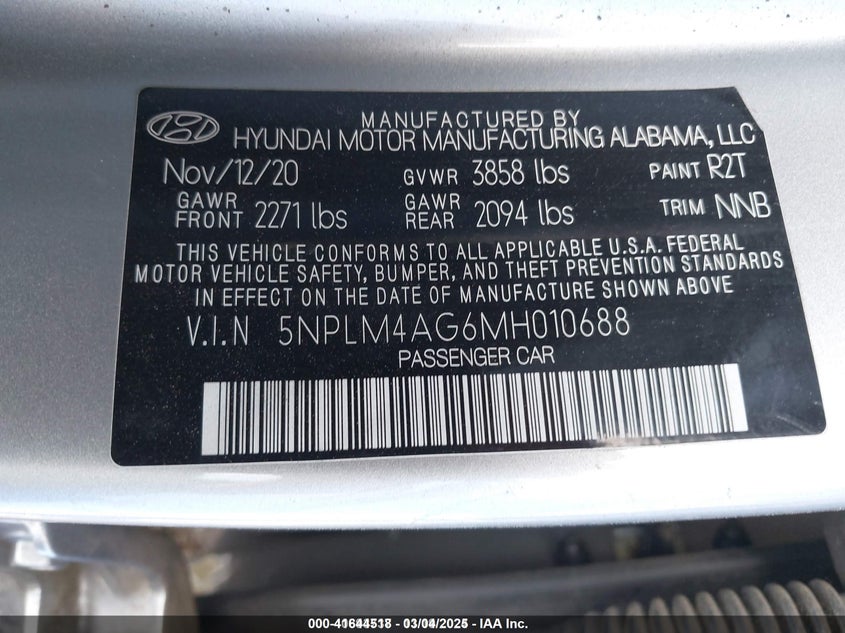 MANUFACTURED BY
HYUNDAI MOTOR MANUFACTURING ALABAMA, LLC
Nov/12/20 GVWR 3858 lbs PAINT R2T
GAWR FRONT 2271 lbs GAWR REAR 2094 lbs TRIM NNB
THIS VEHICLE CONFORMS TO ALL APPLICABLE U.S.A. FEDERAL
MOTOR VEHICLE SAFETY, BUMPER, AND THEFT PREVENTION STANDARDS
IN EFFECT ON THE DATE OF MANUFACTURE SHOWN ABOVE
V.I.N 5NPLM4AG6MH010688
PASSENGER CAR
000-41644518 - 03/04/2025 - IAA Inc.